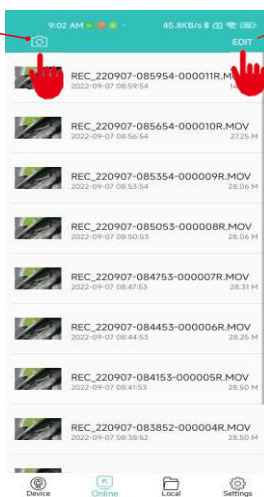 9:02 AM
45.8KB/s
EDIT
REC_220907-085954-000011R.M
2022-09-07 08:59:54
REC_220907-085654-000010R.MOV
2022-09-07 08:56:54 27.25 M
REC_220907-085354-000009R.MOV
2022-09-07 08:53:54 28.06 M
REC_220907-085053-000008R.MOV
2022-09-07 08:50:53 28.06 M
REC_220907-084753-000007R.MOV
2022-09-07 08:47:53 28.31 M
REC_220907-084453-000006R.MOV
2022-09-07 08:44:53 28.25 M
REC_220907-084153-000005R.MOV
2022-09-07 08:41:53 28.50 M
REC_220907-083852-000004R.MOV
2022-09-07 08:38:52 28.50 M
Device Online Local Settings